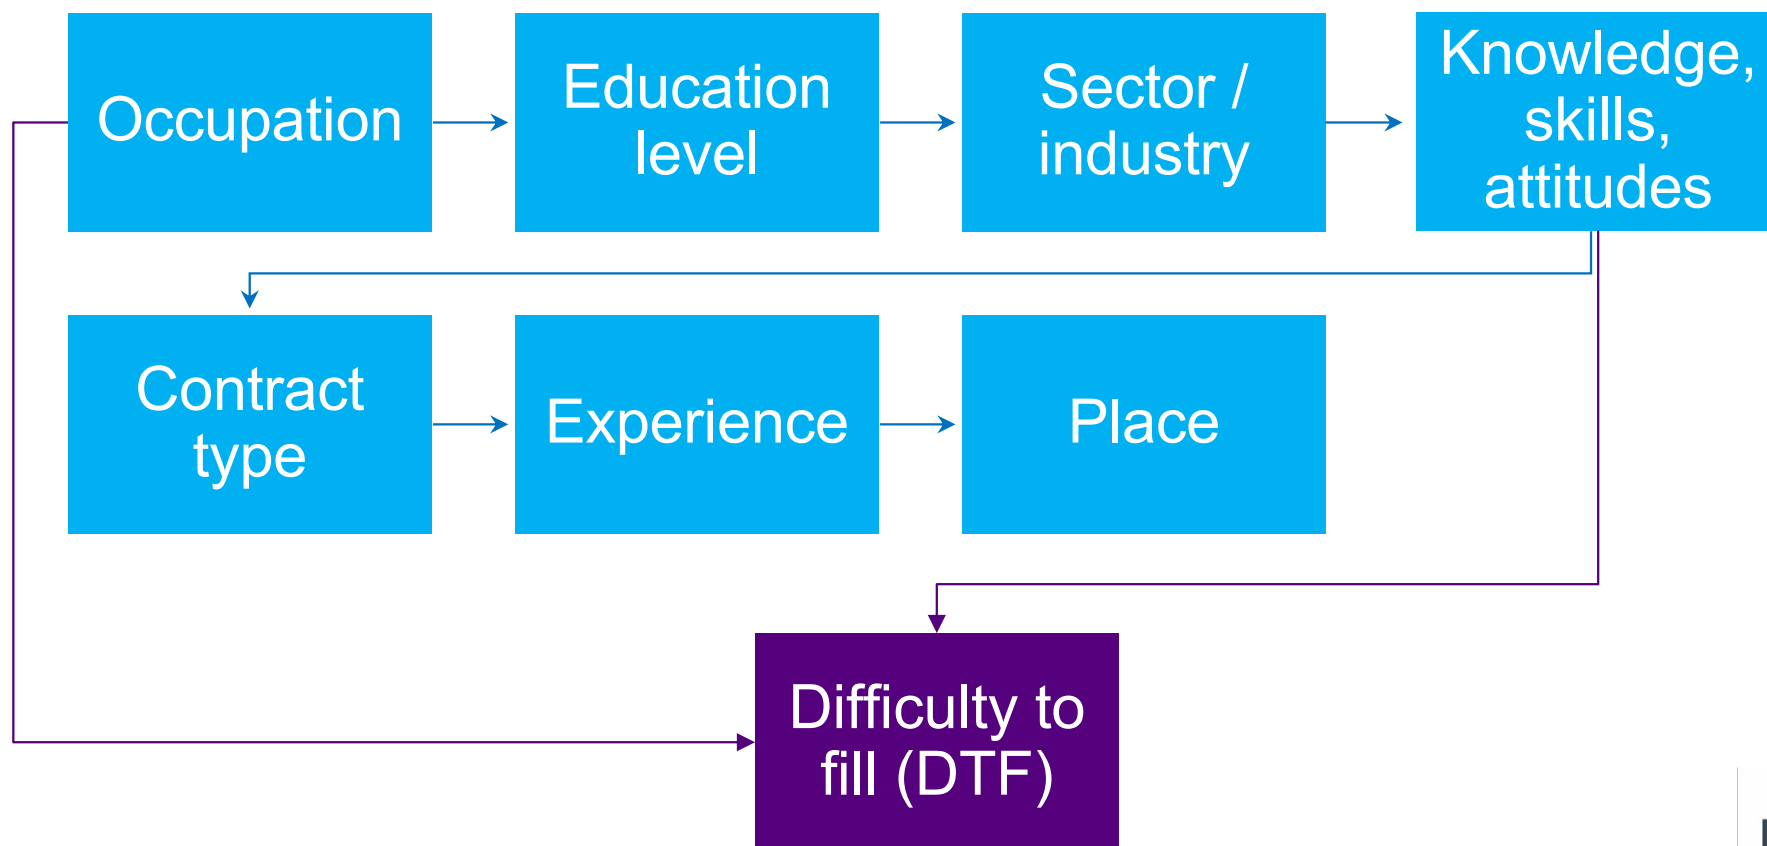 Occupation
Education
level
Sector /
industry
Knowledge,
skills,
attitudes
Contract
type
Experience
Place
Difficulty to
fill (DTF)